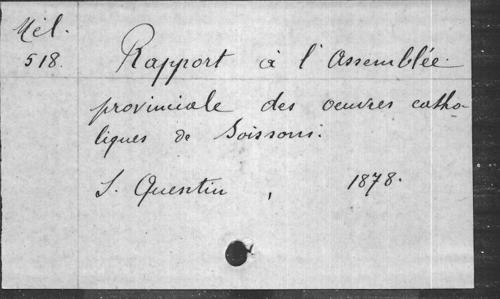 Mél.
518.
Rapport à l'Assemblée
provinciale des oeuvres catho-
liques de Soissons.
S. Quentin, 1878.